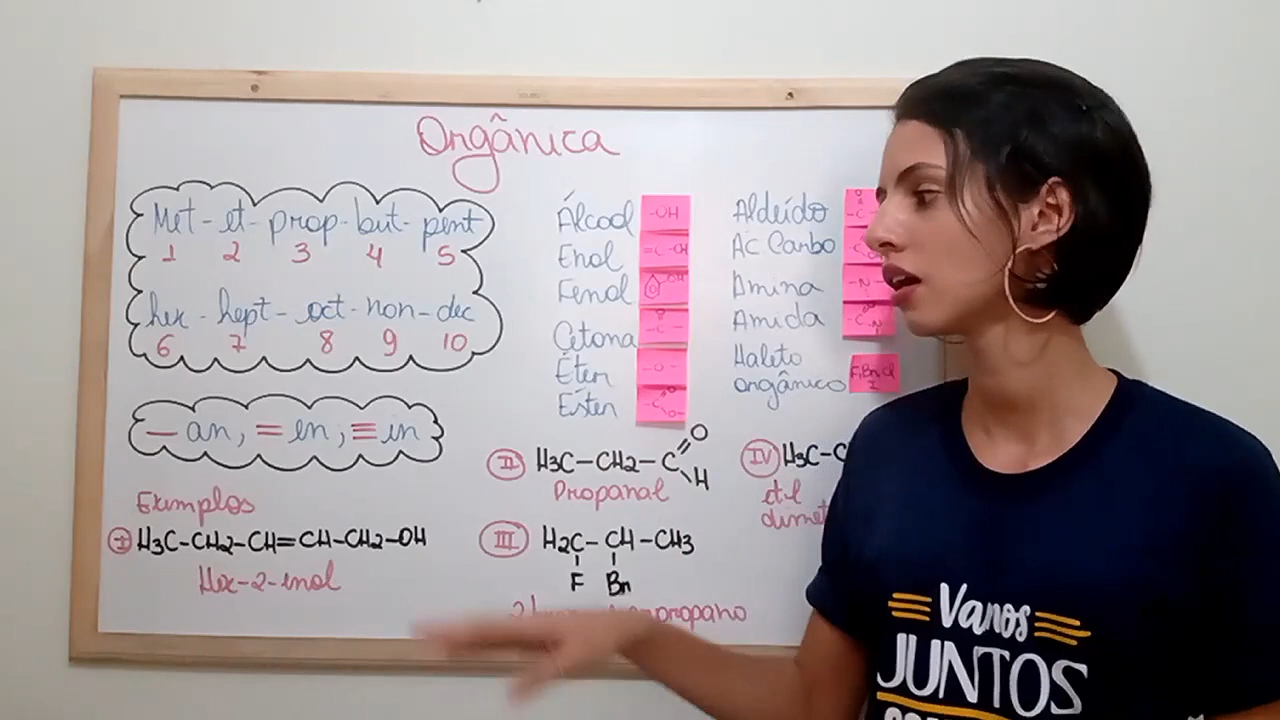 Orgânica
Met - et - prop - but - pent
1 2 3 4 5
hex - hept - oct - non - dec
6 7 8 9 10
— an, = en, ≡ in
Exemplos
I H3C-CH2-CH=CH-CH2-OH
Hex-2-enol
Álcool -OH
Enol =C-OH
Fenol OH
Cetona O -C-
Éter -O-
Éster -C O O-
Aldeído O -C-
Ác Carbo
Amina -N-
Amida
Haleto
orgânico F, Br, Cl I
II H3C-CH2-C O H
Propanal
III H2C-CH-CH3
F Br
propano
IV H3C-C
Vamos
JUNTOS